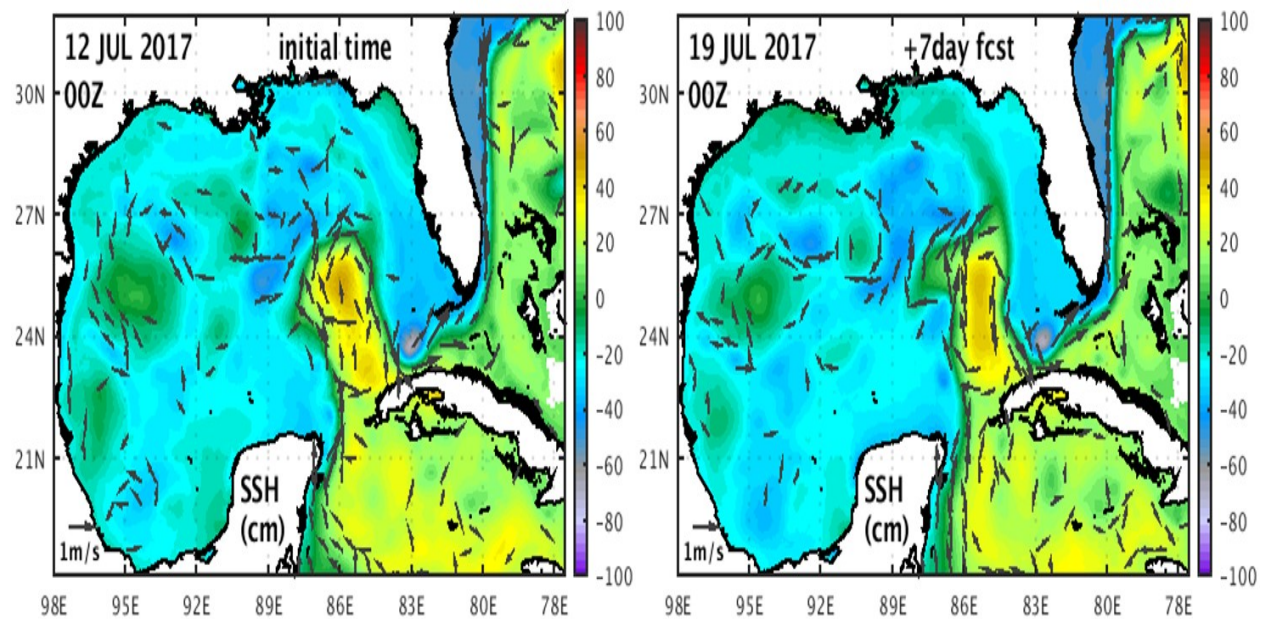 12 JUL 2017 initial time
00Z
30N
27N
24N
21N
SSH
(cm)
1m/s
98E 95E 92E 89E 86E 83E 80E 78E
100
80
60
40
20
0
-20
-40
-60
-80
-100
19 JUL 2017 +7day fcst
00Z
30N
27N
24N
21N
SSH
(cm)
1m/s
98E 95E 92E 89E 86E 83E 80E 78E
100
80
60
40
20
0
-20
-40
-60
-80
-100